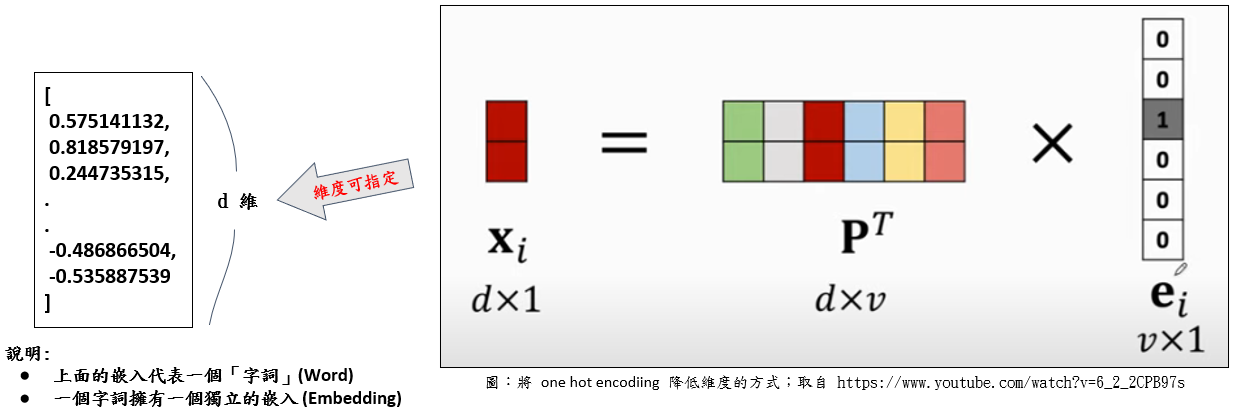 [
0.575141132,
0.818579197,
0.244735315,
.
.
-0.486866504,
-0.535887539
]
d 維
維度可指定
說明:
● 上面的嵌入代表一個「字詞」(Word)
● 一個字詞擁有一個獨立的嵌入 (Embedding)
0
0
1
0
0
0
= ×
xᵢ Pᵀ eᵢ
d×1 d×v v×1
圖：將 one hot encodiing 降低維度的方式；取自 https://www.youtube.com/watch?v=6_2_2CPB97s